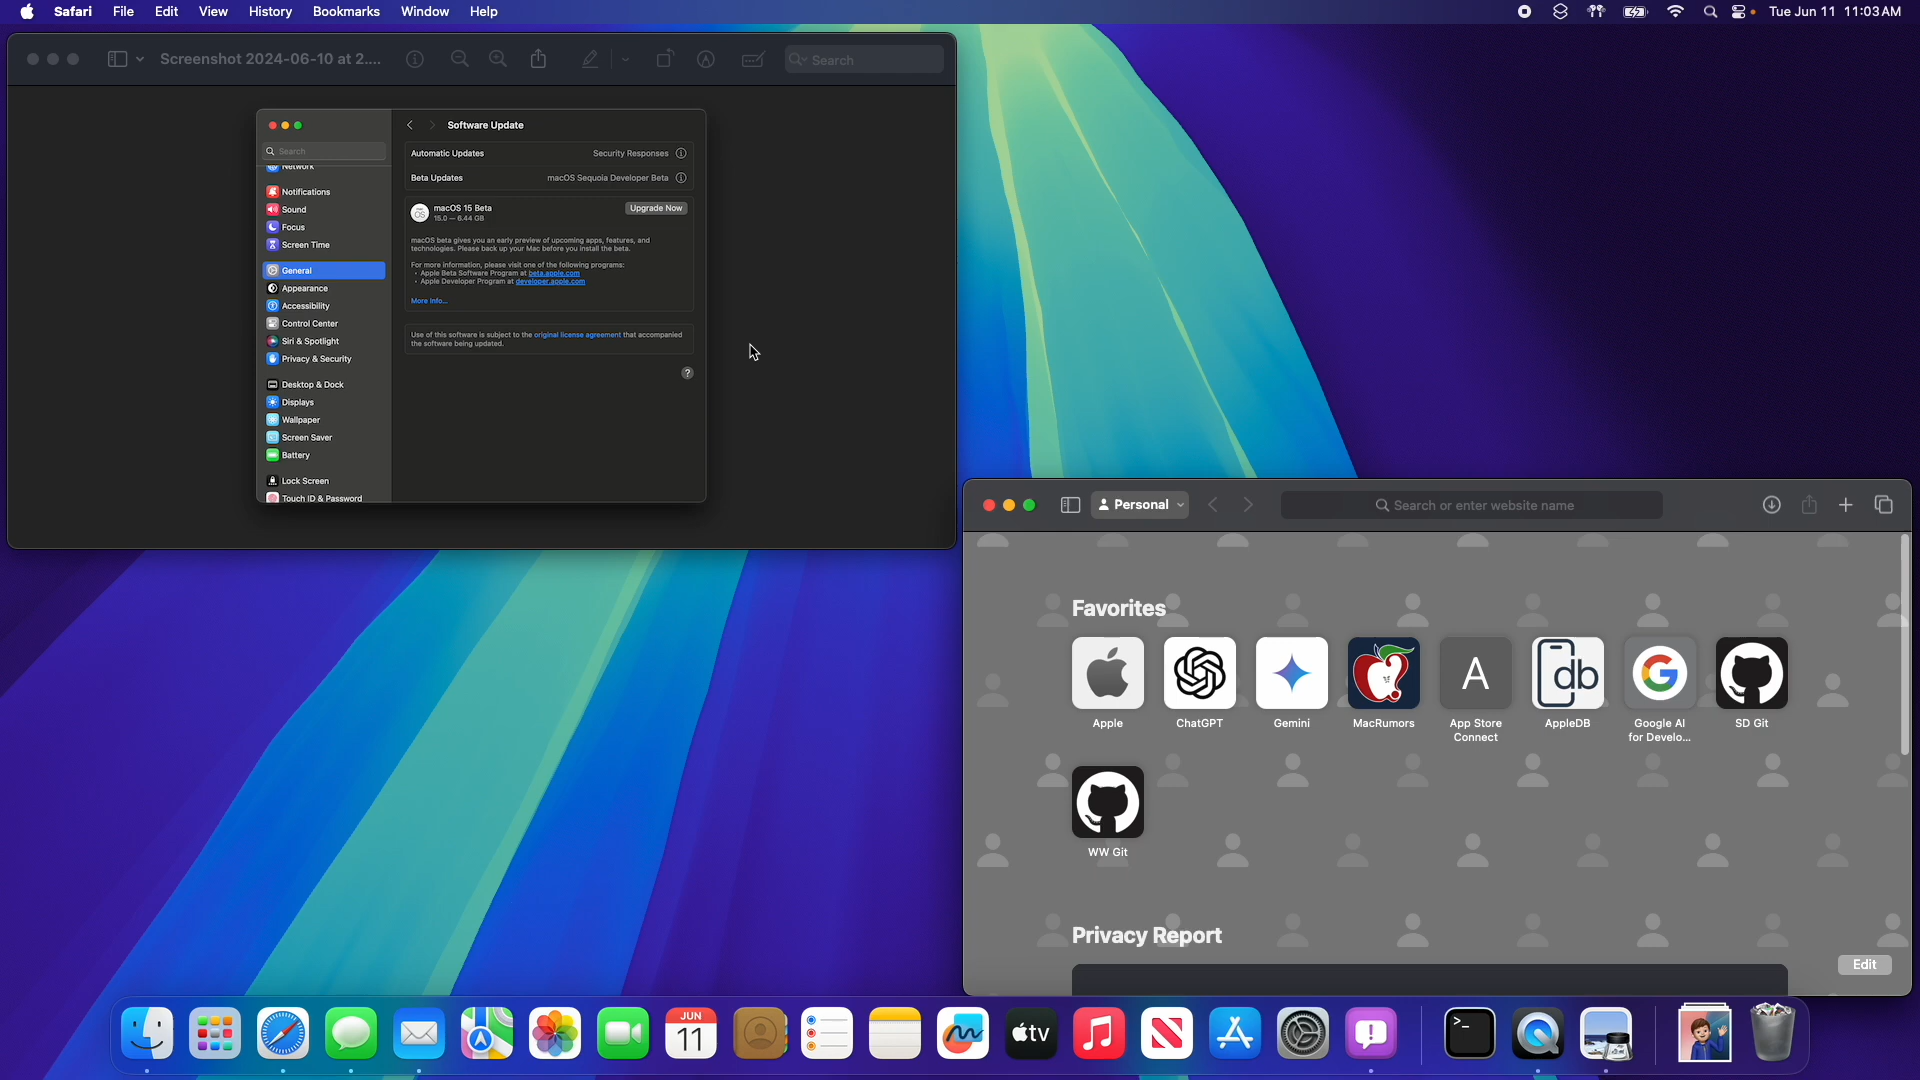 Safari File Edit View History Bookmarks Window Help
Tue Jun 11 11:03 AM
Screenshot 2024-06-10 at 2....
Search
Software Update
Search
Network
Notifications
Sound
Focus
Screen Time
General
Appearance
Accessibility
Control Center
Siri & Spotlight
Privacy & Security
Desktop & Dock
Displays
Wallpaper
Screen Saver
Battery
Lock Screen
Touch ID & Password
Automatic Updates Security Responses
Beta Updates macOS Sequoia Developer Beta
macOS 15 Beta
15.0 — 6.44 GB
Upgrade Now
macOS beta gives you an early preview of upcoming apps, features, and
technologies. Please back up your Mac before you install the beta.
For more information, please visit one of the following programs:
• Apple Beta Software Program at beta.apple.com
• Apple Developer Program at developer.apple.com
More info...
Use of this software is subject to the original license agreement that accompanied
the software being updated.
?
Personal
Search or enter website name
Favorites
A
db
G
Apple
ChatGPT
Gemini
MacRumors
App Store
Connect
AppleDB
Google AI
for Develo...
SD Git
WW Git
Privacy Report
Edit
JUN
11
tv
>_